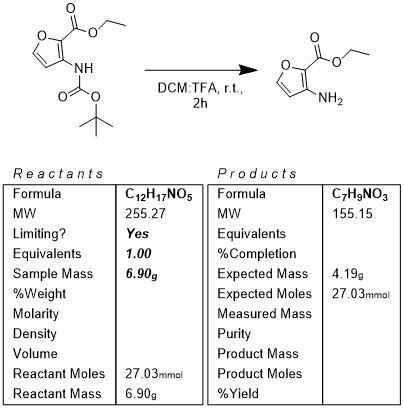 O
O
O
O
NH
O
O
DCM:TFA, r.t.,
2h
O
O
O
NH₂
Reactants
Formula C₁₂H₁₇NO₅
MW 255.27
Limiting? Yes
Equivalents 1.00
Sample Mass 6.90g
%Weight
Molarity
Density
Volume
Reactant Moles 27.03mmol
Reactant Mass 6.90g
Products
Formula C₇H₉NO₃
MW 155.15
Equivalents
%Completion
Expected Mass 4.19g
Expected Moles 27.03mmol
Measured Mass
Purity
Product Mass
Product Moles
%Yield